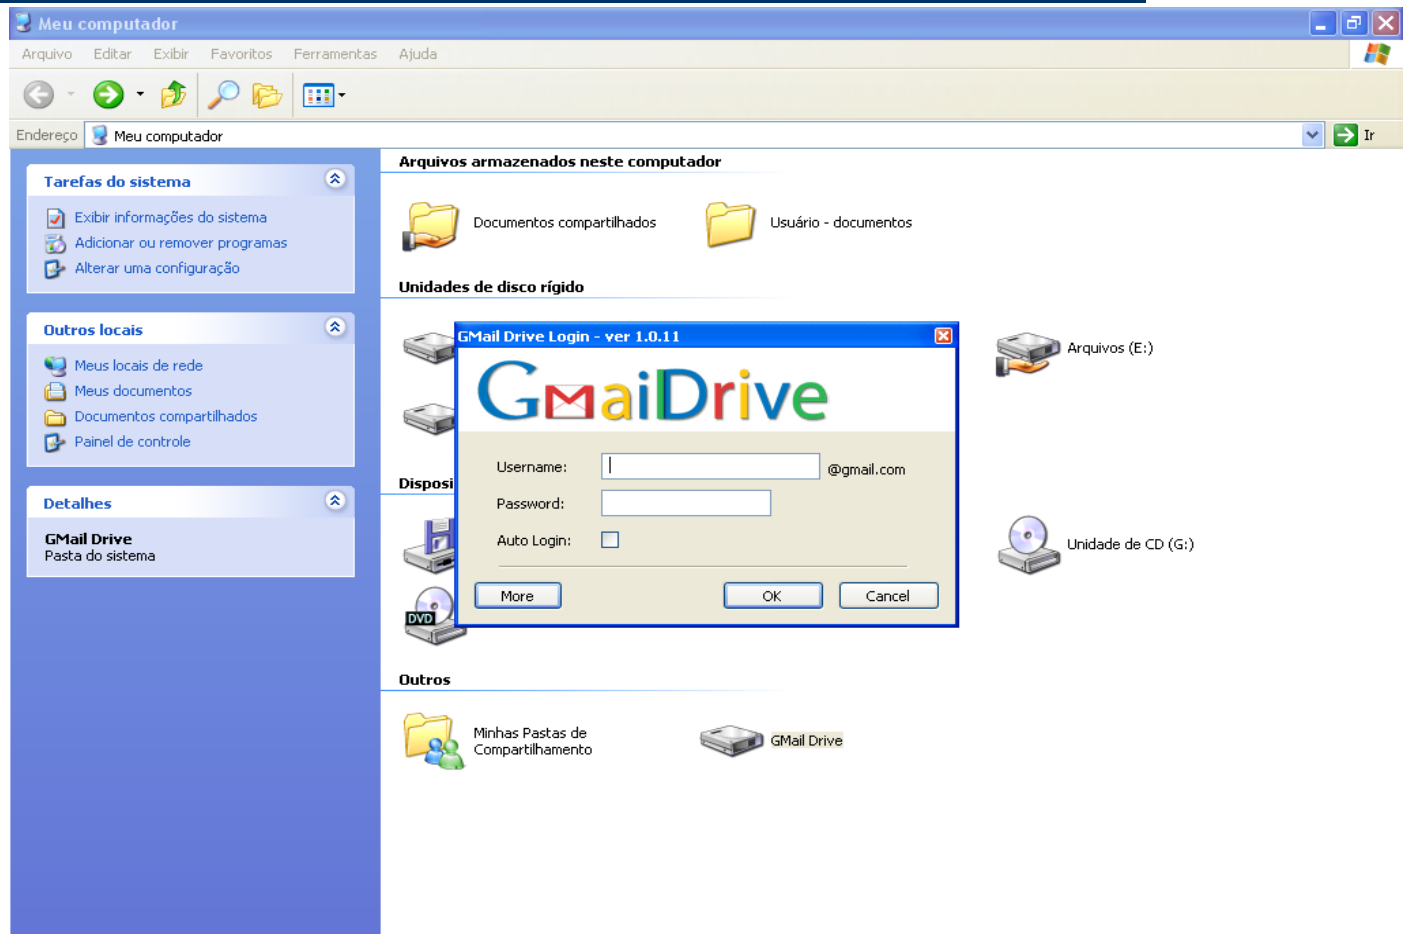 Meu computador
Arquivo Editar Exibir Favoritos Ferramentas Ajuda
Endereço Meu computador Ir
Tarefas do sistema
Exibir informações do sistema
Adicionar ou remover programas
Alterar uma configuração
Outros locais
Meus locais de rede
Meus documentos
Documentos compartilhados
Painel de controle
Detalhes
GMail Drive
Pasta do sistema
Arquivos armazenados neste computador
Documentos compartilhados
Usuário - documentos
Unidades de disco rígido
Arquivos (E:)
Disposi
Unidade de CD (G:)
DVD
Outros
Minhas Pastas de
Compartilhamento
GMail Drive
GMail Drive Login - ver 1.0.11
GMaiDrive
Username: @gmail.com
Password:
Auto Login:
More OK Cancel